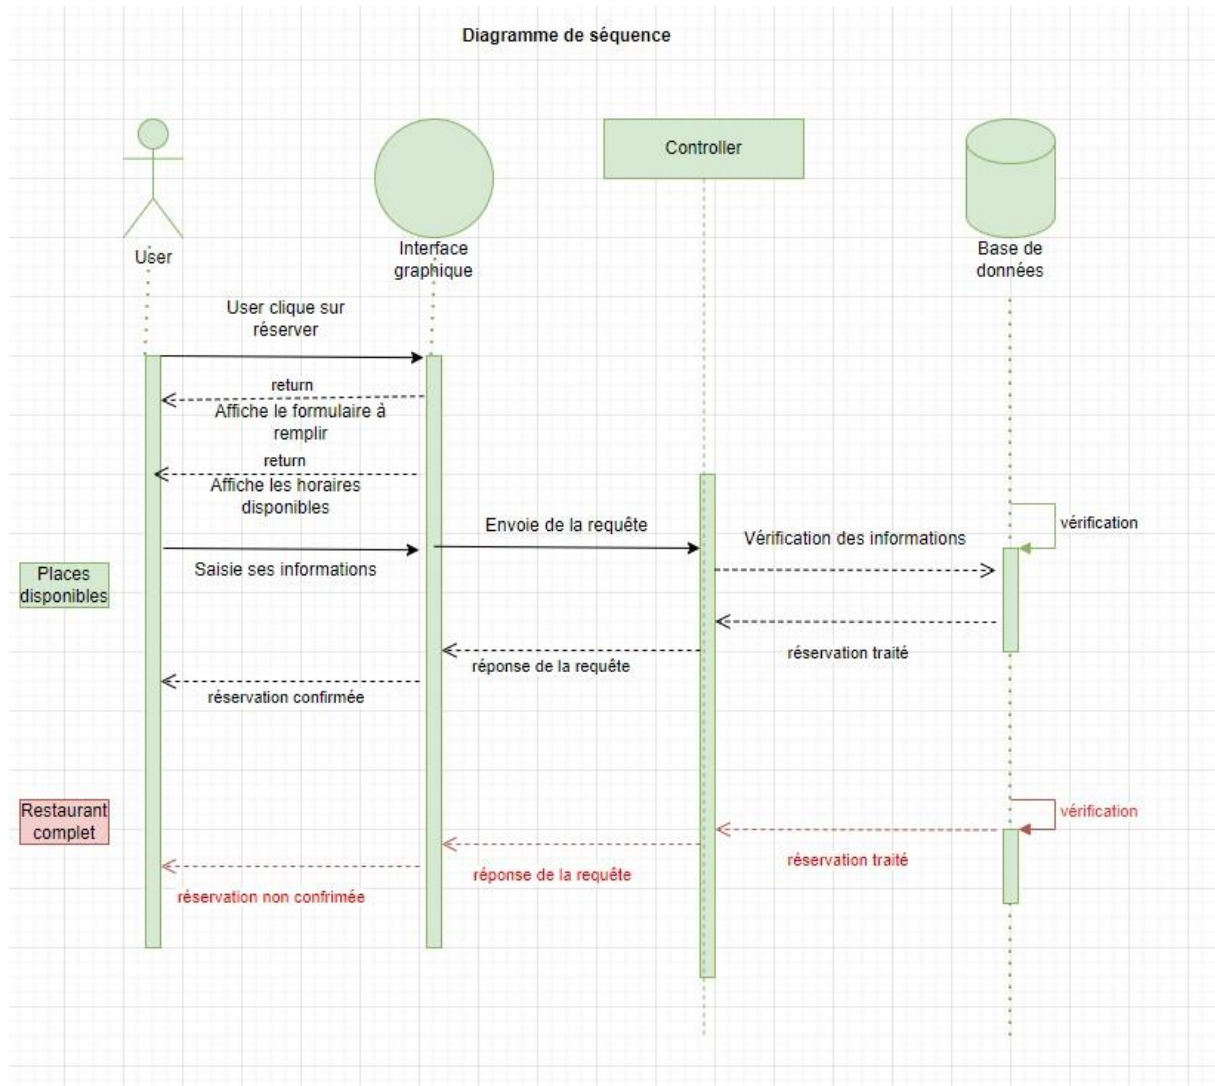 Diagramme de séquence
Controller
User
Interface
graphique
Base de
données
User clique sur
réserver
return
Affiche le formulaire à
remplir
return
Affiche les horaires
disponibles
vérification
Envoie de la requête
Vérification des informations
Saisie ses informations
Places
disponibles
réservation traité
réponse de la requête
réservation confirmée
Restaurant
complet
vérification
réservation traité
réponse de la requête
réservation non confrimée